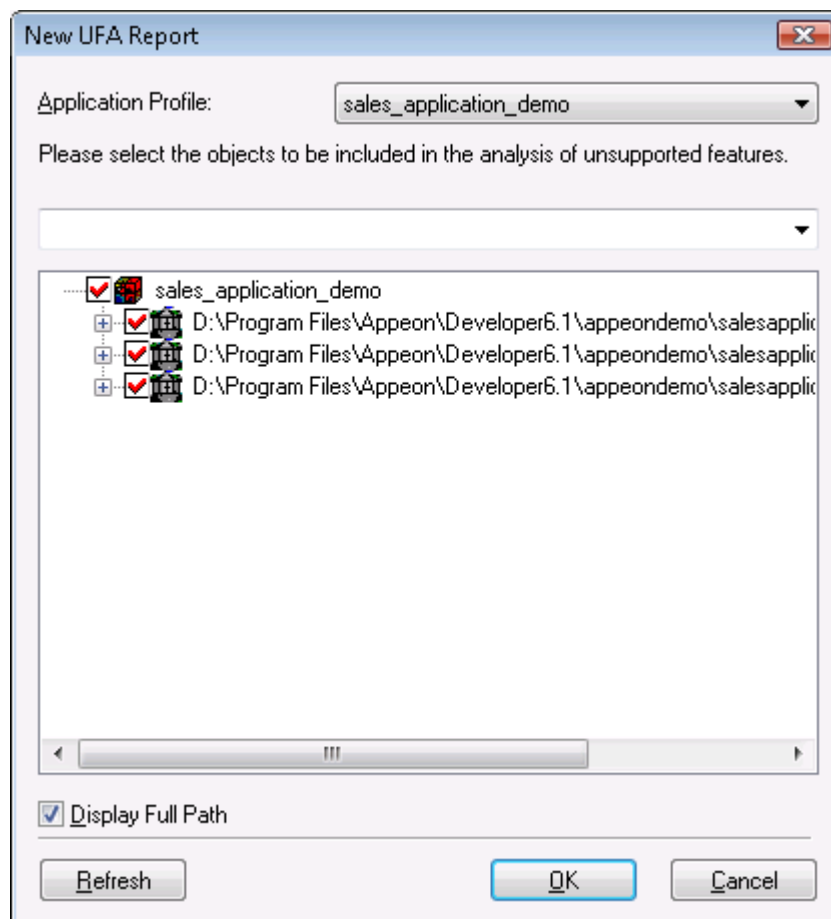 New UFA Report
Application Profile:
sales_application_demo
Please select the objects to be included in the analysis of unsupported features.
sales_application_demo
D:\Program Files\Appeon\Developer6.1\appeondemo\salesapplic
D:\Program Files\Appeon\Developer6.1\appeondemo\salesapplic
D:\Program Files\Appeon\Developer6.1\appeondemo\salesapplic
Display Full Path
Refresh
OK
Cancel